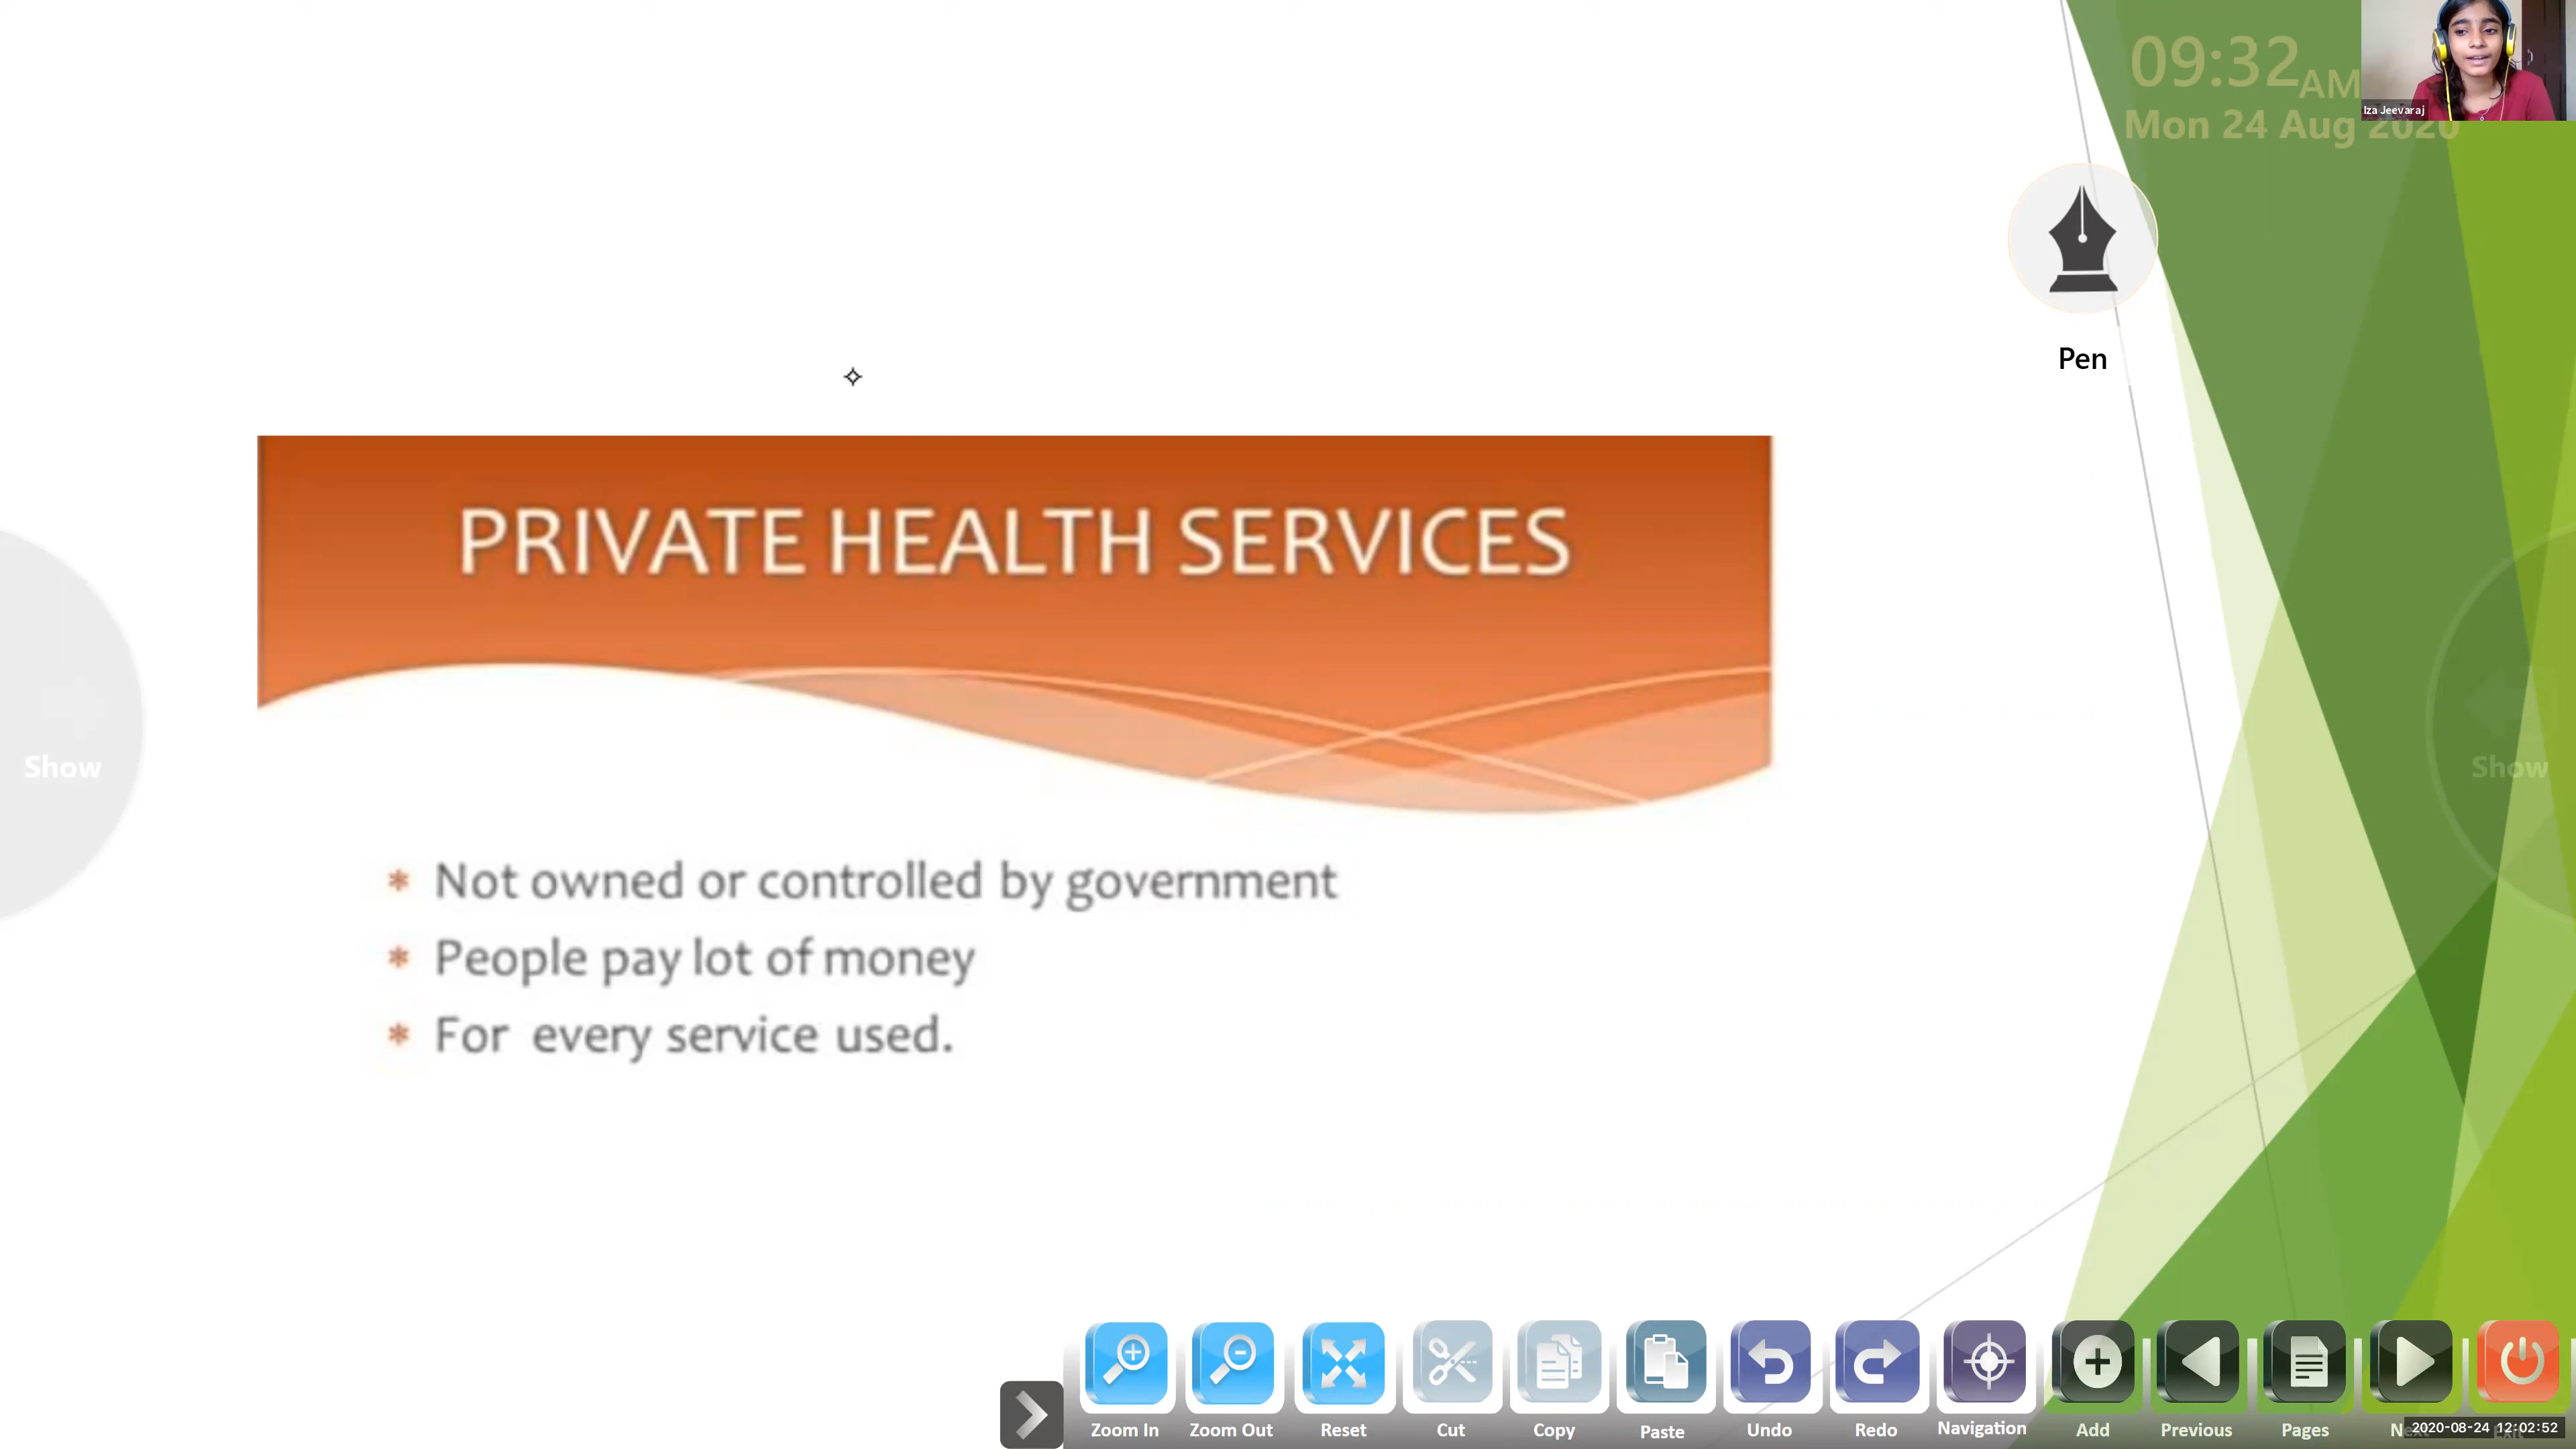 09:32 AM
Iza Jeevaraj
Mon 24 Aug 2020
Pen
PRIVATE HEALTH SERVICES
Show
Show
* Not owned or controlled by government
* People pay lot of money
* For every service used.
Zoom In
Zoom Out
Reset
Cut
Copy
Paste
Undo
Redo
Navigation
Add
Previous
Pages
2020-08-24 12:02:52